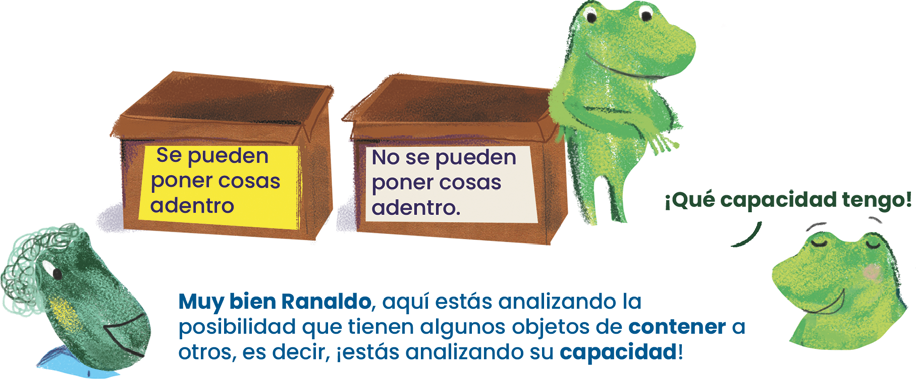 Se pueden
poner cosas
adentro
No se pueden
poner cosas
adentro.
¡Qué capacidad tengo!
Muy bien Ranaldo, aquí estás analizando la
posibilidad que tienen algunos objetos de contener a
otros, es decir, ¡estás analizando su capacidad!